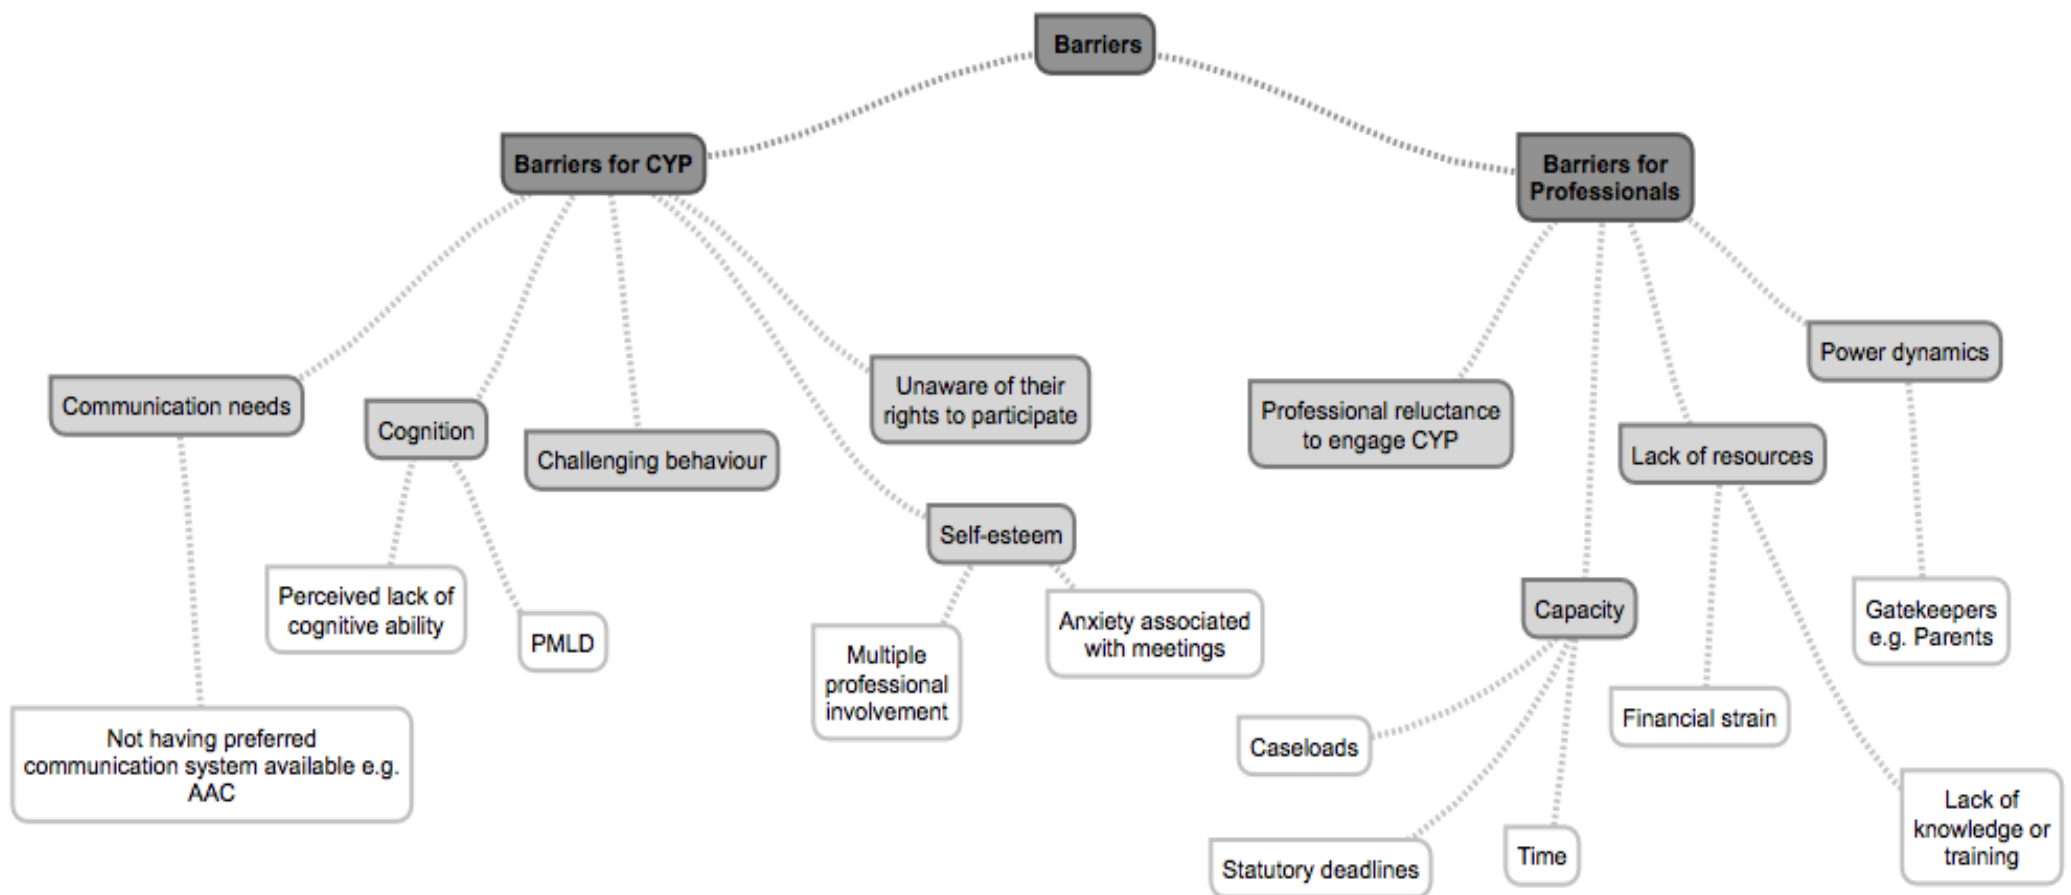 Barriers
Barriers for CYP
Barriers for
Professionals
Communication needs
Cognition
Challenging behaviour
Unaware of their
rights to participate
Self-esteem
Professional reluctance
to engage CYP
Capacity
Lack of resources
Power dynamics
Not having preferred
communication system available e.g.
AAC
Perceived lack of
cognitive ability
PMLD
Multiple
professional
involvement
Anxiety associated
with meetings
Caseloads
Statutory deadlines
Time
Financial strain
Lack of
knowledge or
training
Gatekeepers
e.g. Parents